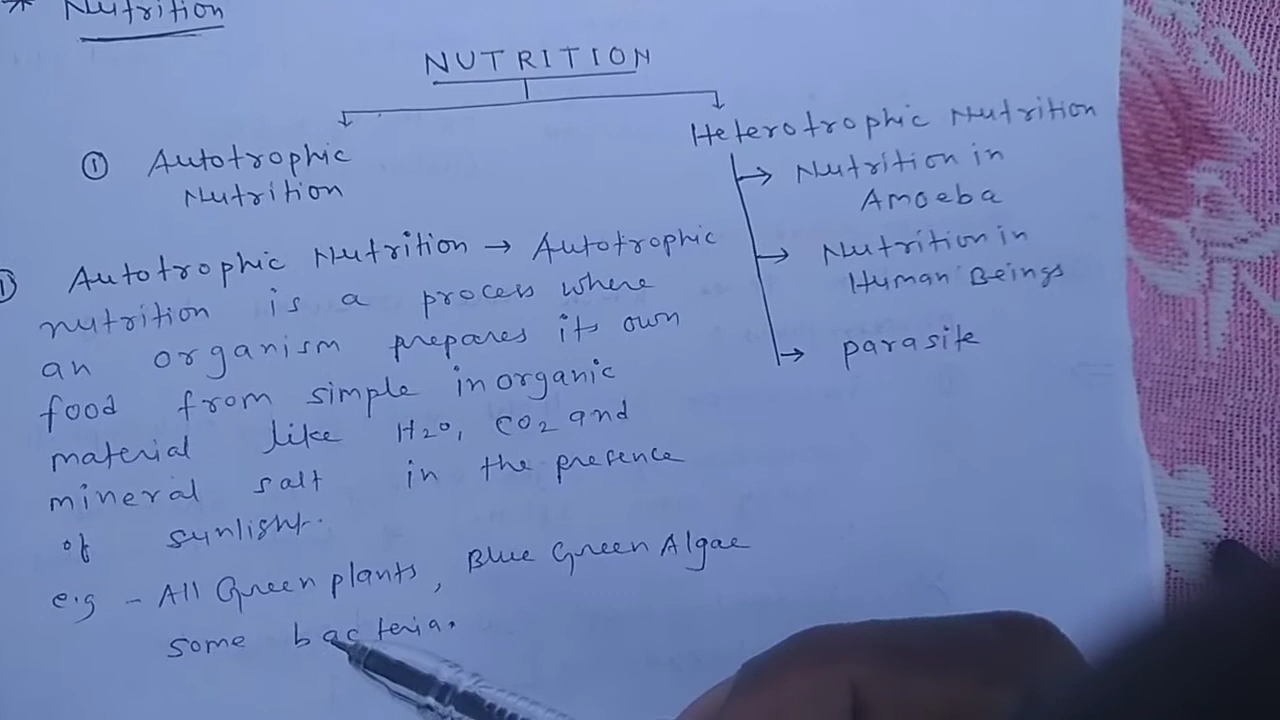 * Nutrition
NUTRITION
① Autotrophic
Nutrition
Heterotrophic Nutrition
→ Nutrition in
Amoeba
→ Nutrition in
Human Beings
→ parasite
① Autotrophic Nutrition → Autotrophic
nutrition is a process where
an organism prepares its own
food from simple inorganic
material like H2O, CO2 and
mineral salt in the presence
of sunlight.
e.g - All Green plants, Blue Green Algae
some bacteria.